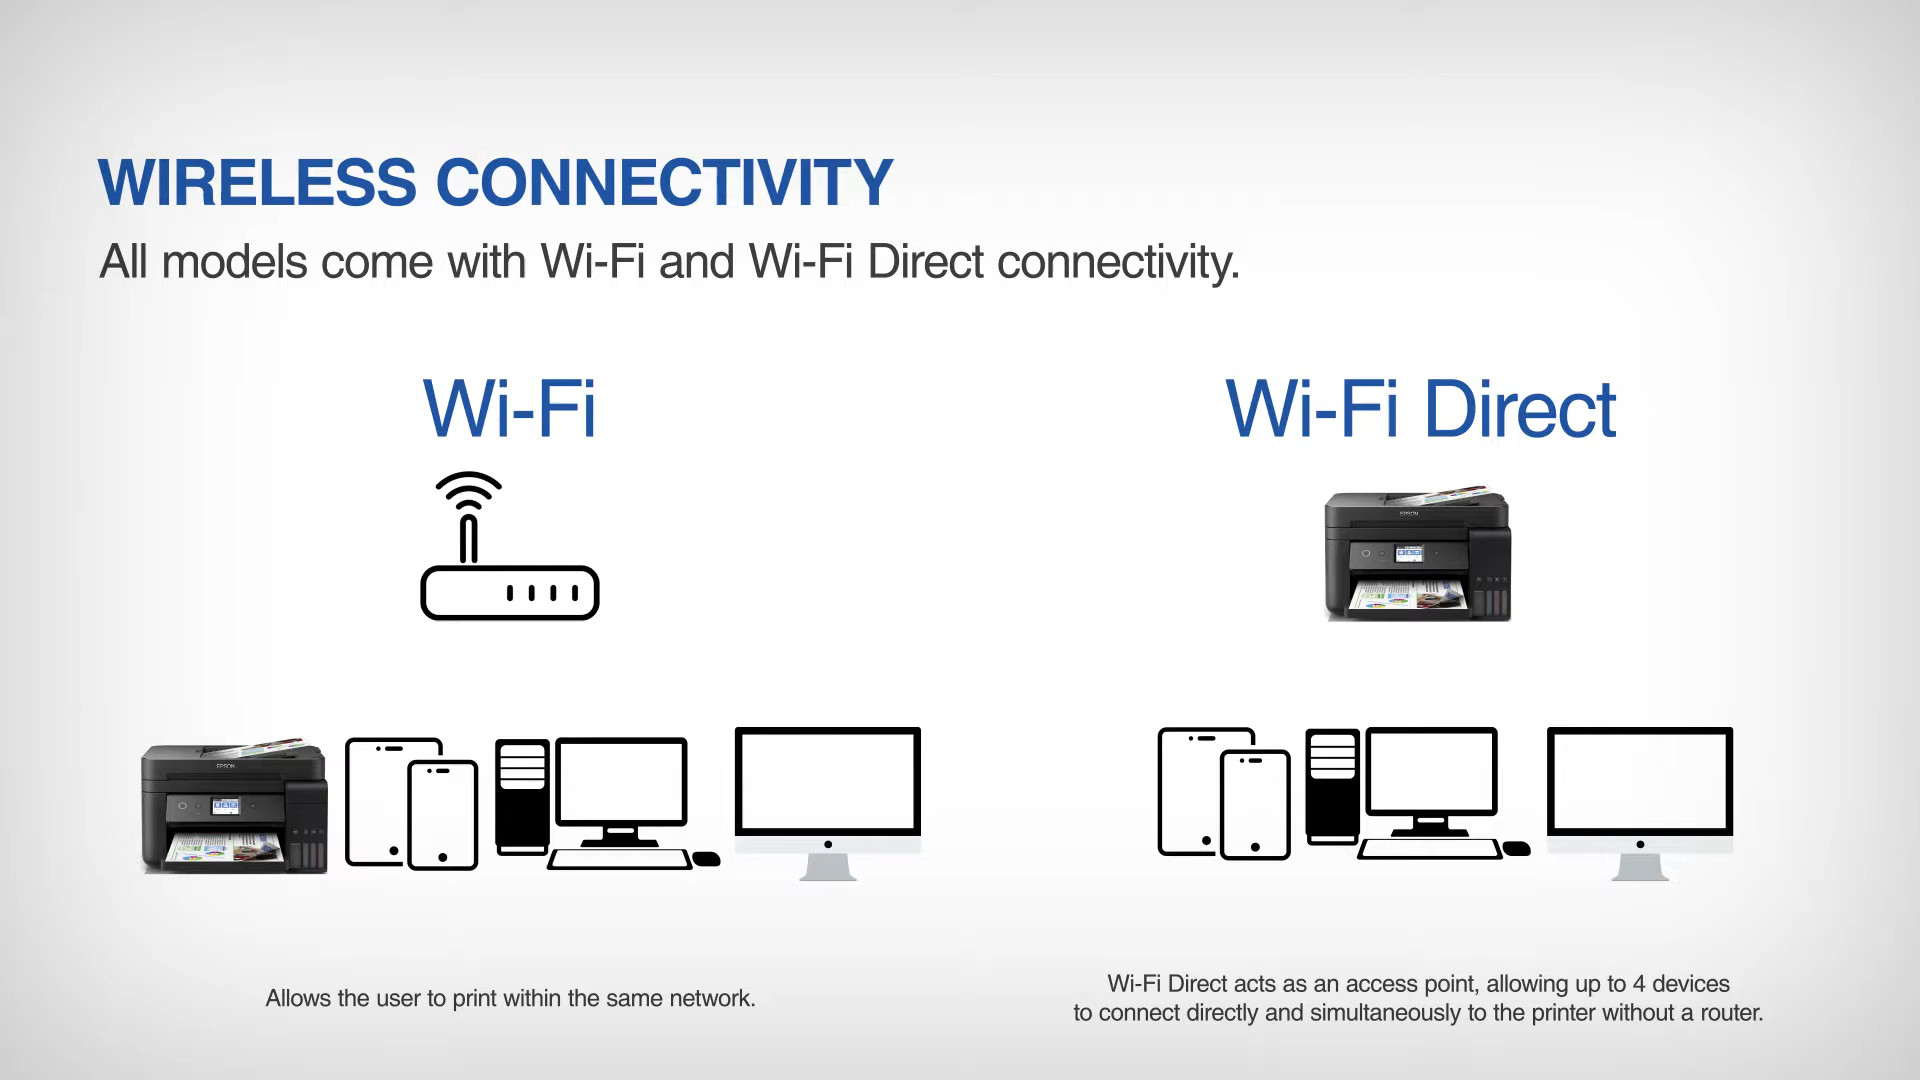 WIRELESS CONNECTIVITY
All models come with Wi-Fi and Wi-Fi Direct connectivity.
Wi-Fi
Wi-Fi Direct
EPSON
EPSON
Allows the user to print within the same network.
Wi-Fi Direct acts as an access point, allowing up to 4 devices
to connect directly and simultaneously to the printer without a router.